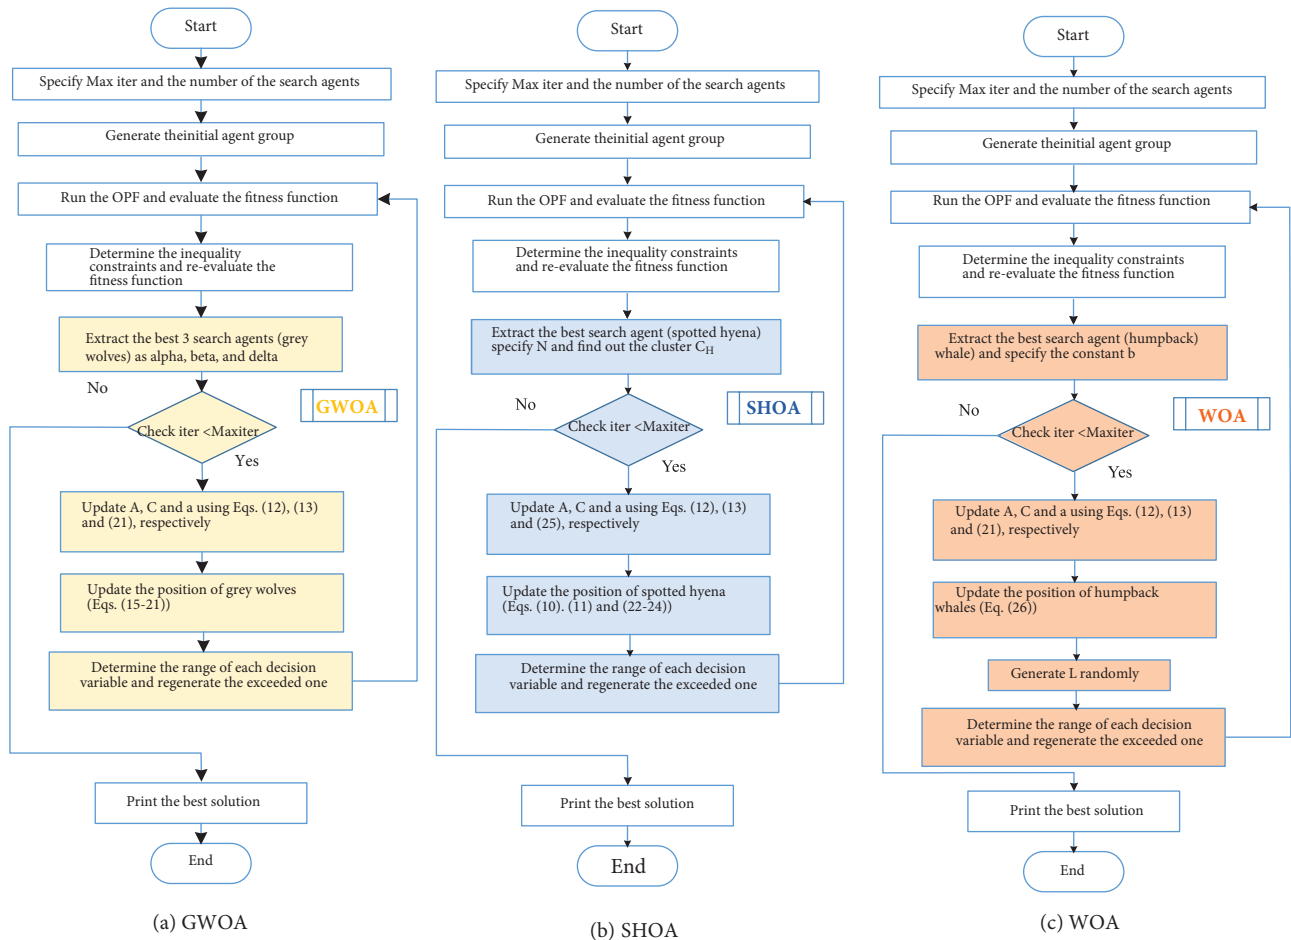 Start
Specify Max iter and the number of the search agents
Generate theinitial agent group
Run the OPF and evaluate the fitness function
Determine the inequality
constraints and re-evaluate the
fitness function
Extract the best 3 search agents (grey
wolves) as alpha, beta, and delta
No
GWOA
Check iter <Maxiter
Yes
Update A, C and a using Eqs. (12), (13)
and (21), respectively
Update the position of grey wolves
(Eqs. (15-21))
Determine the range of each decision
variable and regenerate the exceeded one
Print the best solution
End
(a) GWOA
Start
Specify Max iter and the number of the search agents
Generate theinitial agent group
Run the OPF and evaluate the fitness function
Determine the inequality constraints
and re-evaluate the fitness function
Extract the best search agent (spotted hyena)
specify N and find out the cluster CH
No
SHOA
Check iter <Maxiter
Yes
Update A, C and a using Eqs. (12), (13)
and (25), respectively
Update the position of spotted hyena
(Eqs. (10). (11) and (22-24))
Determine the range of each decision
variable and regenerate the exceeded one
Print the best solution
End
(b) SHOA
Start
Specify Max iter and the number of the search agents
Generate theinitial agent group
Run the OPF and evaluate the fitness function
Determine the inequality constraints
and re-evaluate the fitness function
Extract the best search agent (humpback)
whale) and specify the constant b
No
WOA
Check iter <Maxiter
Yes
Update A, C and a using Eqs. (12), (13)
and (21), respectively
Update the position of humpback
whales (Eq. (26))
Generate L randomly
Determine the range of each decision
variable and regenerate the exceeded one
Print the best solution
End
(c) WOA